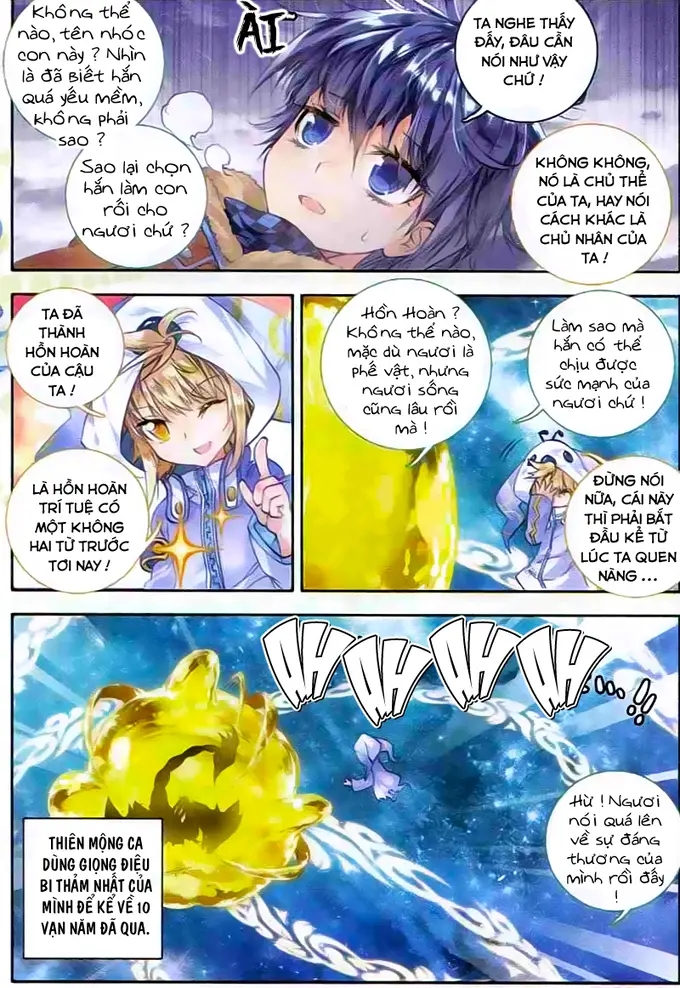 Không thể
nào, tên nhóc
con này ? Nhìn
là đã biết hắn
quá yếu mềm,
không phải
sao ?
Sao lại chọn
hắn làm con
rối cho
ngươi chứ ?
ÀI
TA NGHE THẤY
ĐẤY, ĐÂU CẦN
NÓI NHƯ VẬY
CHỨ !
KHÔNG KHÔNG,
NÓ LÀ CHỦ THỂ
CỦA TA, HAY NÓI
CÁCH KHÁC LÀ
CHỦ NHÂN CỦA
TA !
TA ĐÃ
THÀNH
HỒN HOÀN
CỦA CẬU
TA !
LÀ HỒN HOÀN
TRÍ TUỆ CÓ
MỘT KHÔNG
HAI TỪ TRƯỚC
TỚI NAY !
Hồn Hoàn ?
Không thể nào,
mặc dù ngươi là
phế vật, nhưng
ngươi sống
cũng lâu rồi
mà !
Làm sao mà
hắn có thể
chịu được
sức mạnh của
ngươi chứ !
ĐỪNG NÓI
NỮA, CÁI NÀY
THÌ PHẢI BẮT
ĐẦU KỂ TỪ
LÚC TA QUEN
NÀNG ...
AH AH AH AH ...!!
Hừ ! Ngươi
nói quá lên
về sự đáng
thương của
mình rồi đấy
!
THIÊN MỘNG CA
DÙNG GIỌNG ĐIỆU
BI THẢM NHẤT CỦA
MÌNH ĐỂ KỂ VỀ 10
VẠN NĂM ĐÃ QUA.